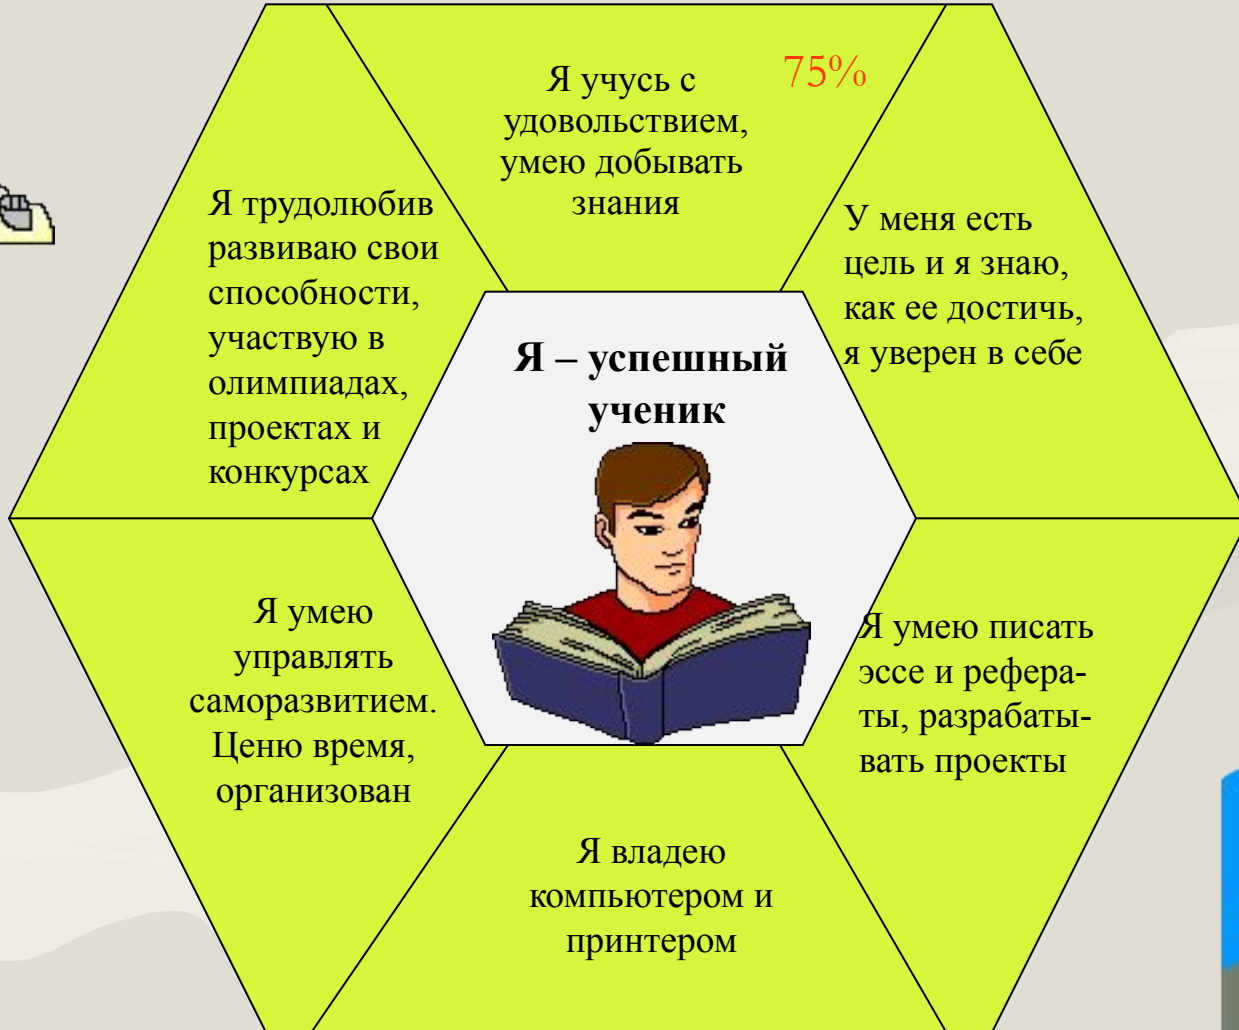 Я учусь с
удовольствием,
умею добывать
знания
75%
У меня есть
цель и я знаю,
как ее достичь,
я уверен в себе
Я умею писать
эссе и рефера-
ты, разрабаты-
вать проекты
Я владею
компьютером и
принтером
Я умею
управлять
саморазвитием.
Ценю время,
организован
Я трудолюбив
развиваю свои
способности,
участвую в
олимпиадах,
проектах и
конкурсах
Я – успешный
ученик